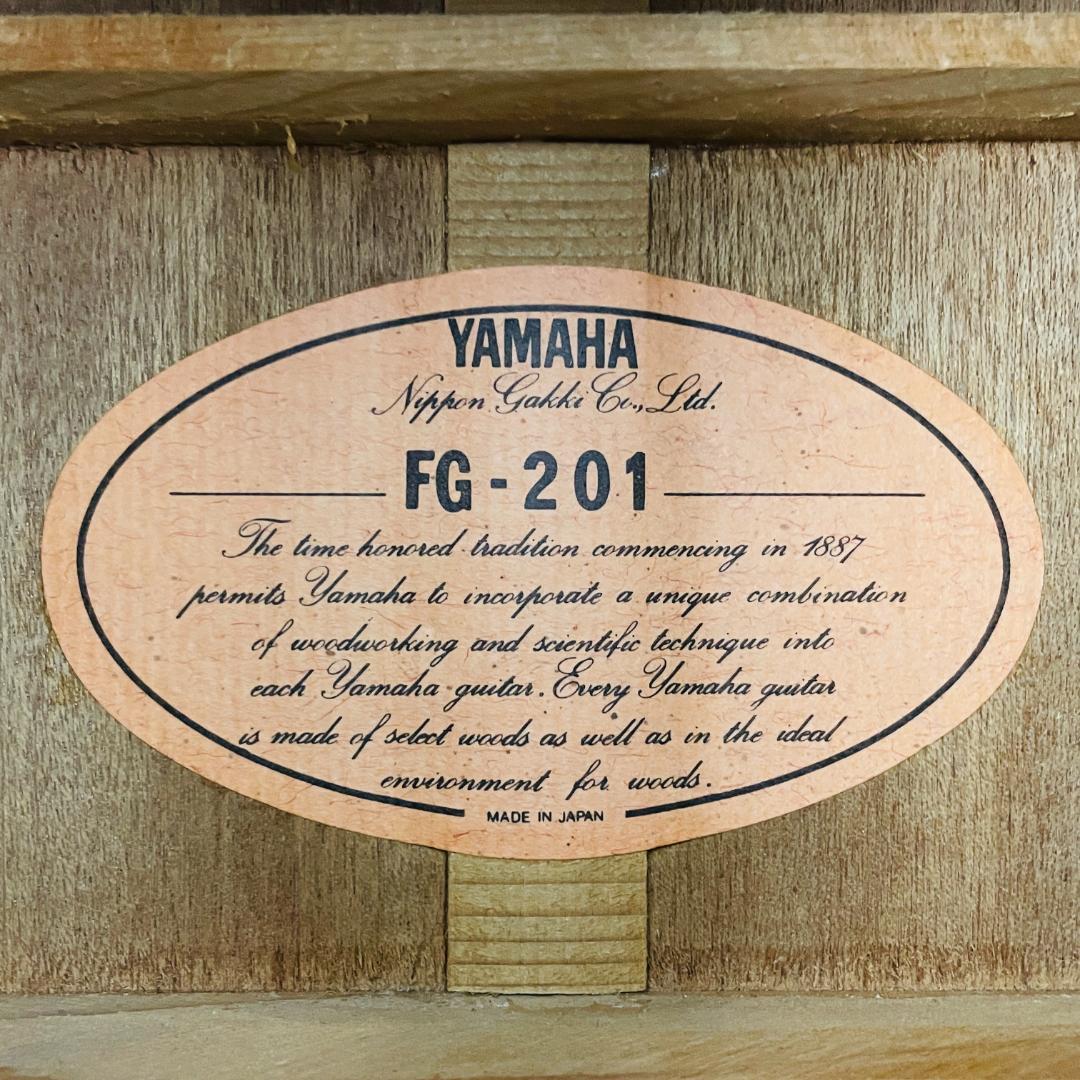 YAMAHA
Nippon Gakki Co., Ltd.
FG-201
The time honored tradition commencing in 1887
permits Yamaha to incorporate a unique combination
of woodworking and scientific technique into
each Yamaha guitar. Every Yamaha guitar
is made of select woods as well as in the ideal
environment for woods.
MADE IN JAPAN